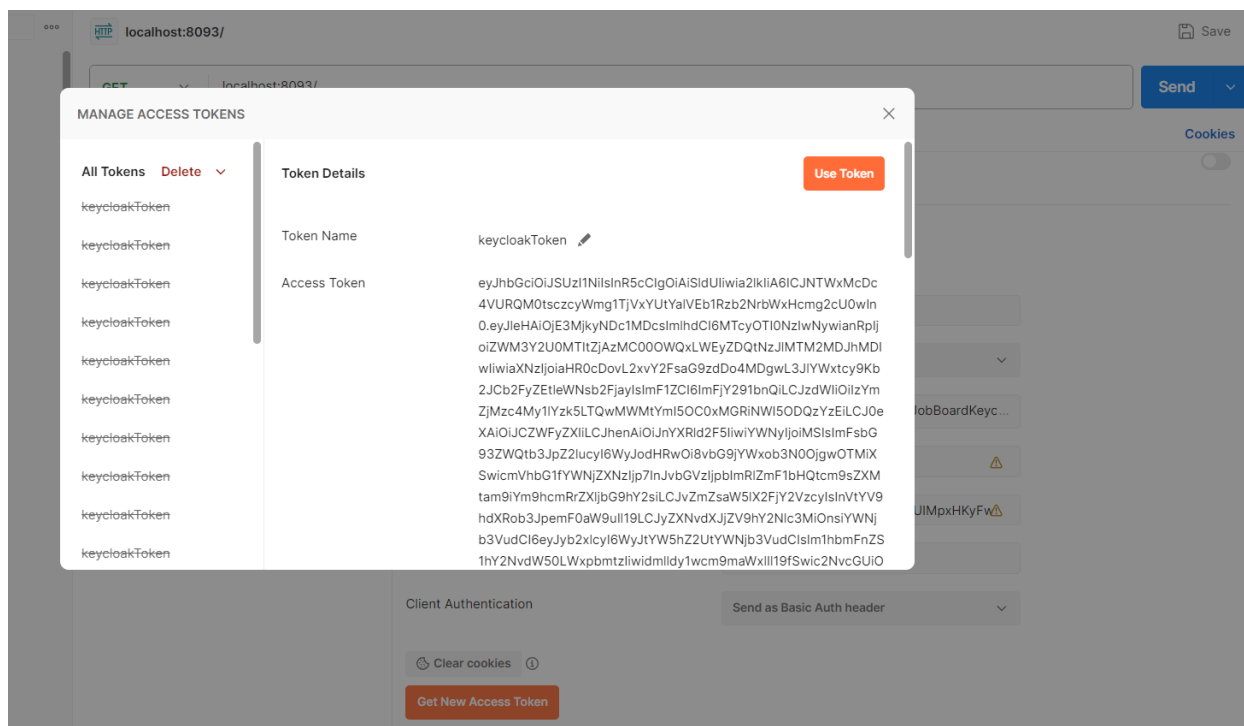 HTTP localhost:8093/
Save
GET localhost:8093/
Send
MANAGE ACCESS TOKENS
Cookies
All Tokens Delete
Token Details
Use Token
keycloakToken
keycloakToken
keycloakToken
keycloakToken
keycloakToken
keycloakToken
keycloakToken
keycloakToken
keycloakToken
keycloakToken
Token Name
keycloakToken
Access Token
eyJhbGciOiJSUzI1NiIsInR5cCIgOiAiSldUIiwia2lkIiA6ICJNTWxMcDc
4VURQM0tsczcyWmg1TjVxYUtYalVEb1Rzb2NrbWxHcmg2cU0wIn
0.eyJleHAiOjE3MjkyNDc1MDcsImlhdCI6MTcyOTI0NzIwNywianRpIj
oiZWM3Y2U0MTItZjAzMC00OWQxLWEyZDQtNzJlMTM2MDJhMDI
wIiwiaXNzIjoiaHR0cDovL2xvY2FsaG9zdDo4MDgwL3JlYWxtcy9Kb
2JCb2FyZEtleWNsb2FjayIsImF1ZCI6ImFjY291bnQiLCJzdWIiOiIzYm
ZjMzc4My1lYzk5LTQwMWMtYmI5OC0xMGRiNWI5ODQzYzEiLCJ0e
XAiOiJCZWFyZXIiLCJhenAiOiJnYXRld2F5IiwiYWNyIjoiMSIsImFsbG
93ZWQtb3JpZ2lucyI6WyJodHRwOi8vbG9jYWxob3N0OjgwOTMiX
SwicmVhbG1fYWNjZXNzIjp7InJvbGVzIjpbImRlZmF1bHQtcm9sZXM
tam9iYm9hcmRrZXljbG9hY2siLCJvZmZsaW5lX2FjY2VzcyIsInVtYV9
hdXRob3JpemF0aW9uIl19LCJyZXNvdXJjZV9hY2Nlc3MiOnsiYWNj
b3VudCI6eyJyb2xlcyI6WyJtYW5hZ2UtYWNjb3VudCIsIm1hbmFnZS
1hY2NvdW50LWxpbmtzIiwidmlldy1wcm9maWxlIl19fSwic2NvcGUiO
JobBoardKeyc...
UIMpxHKyFw
Client Authentication
Send as Basic Auth header
Clear cookies
Get New Access Token